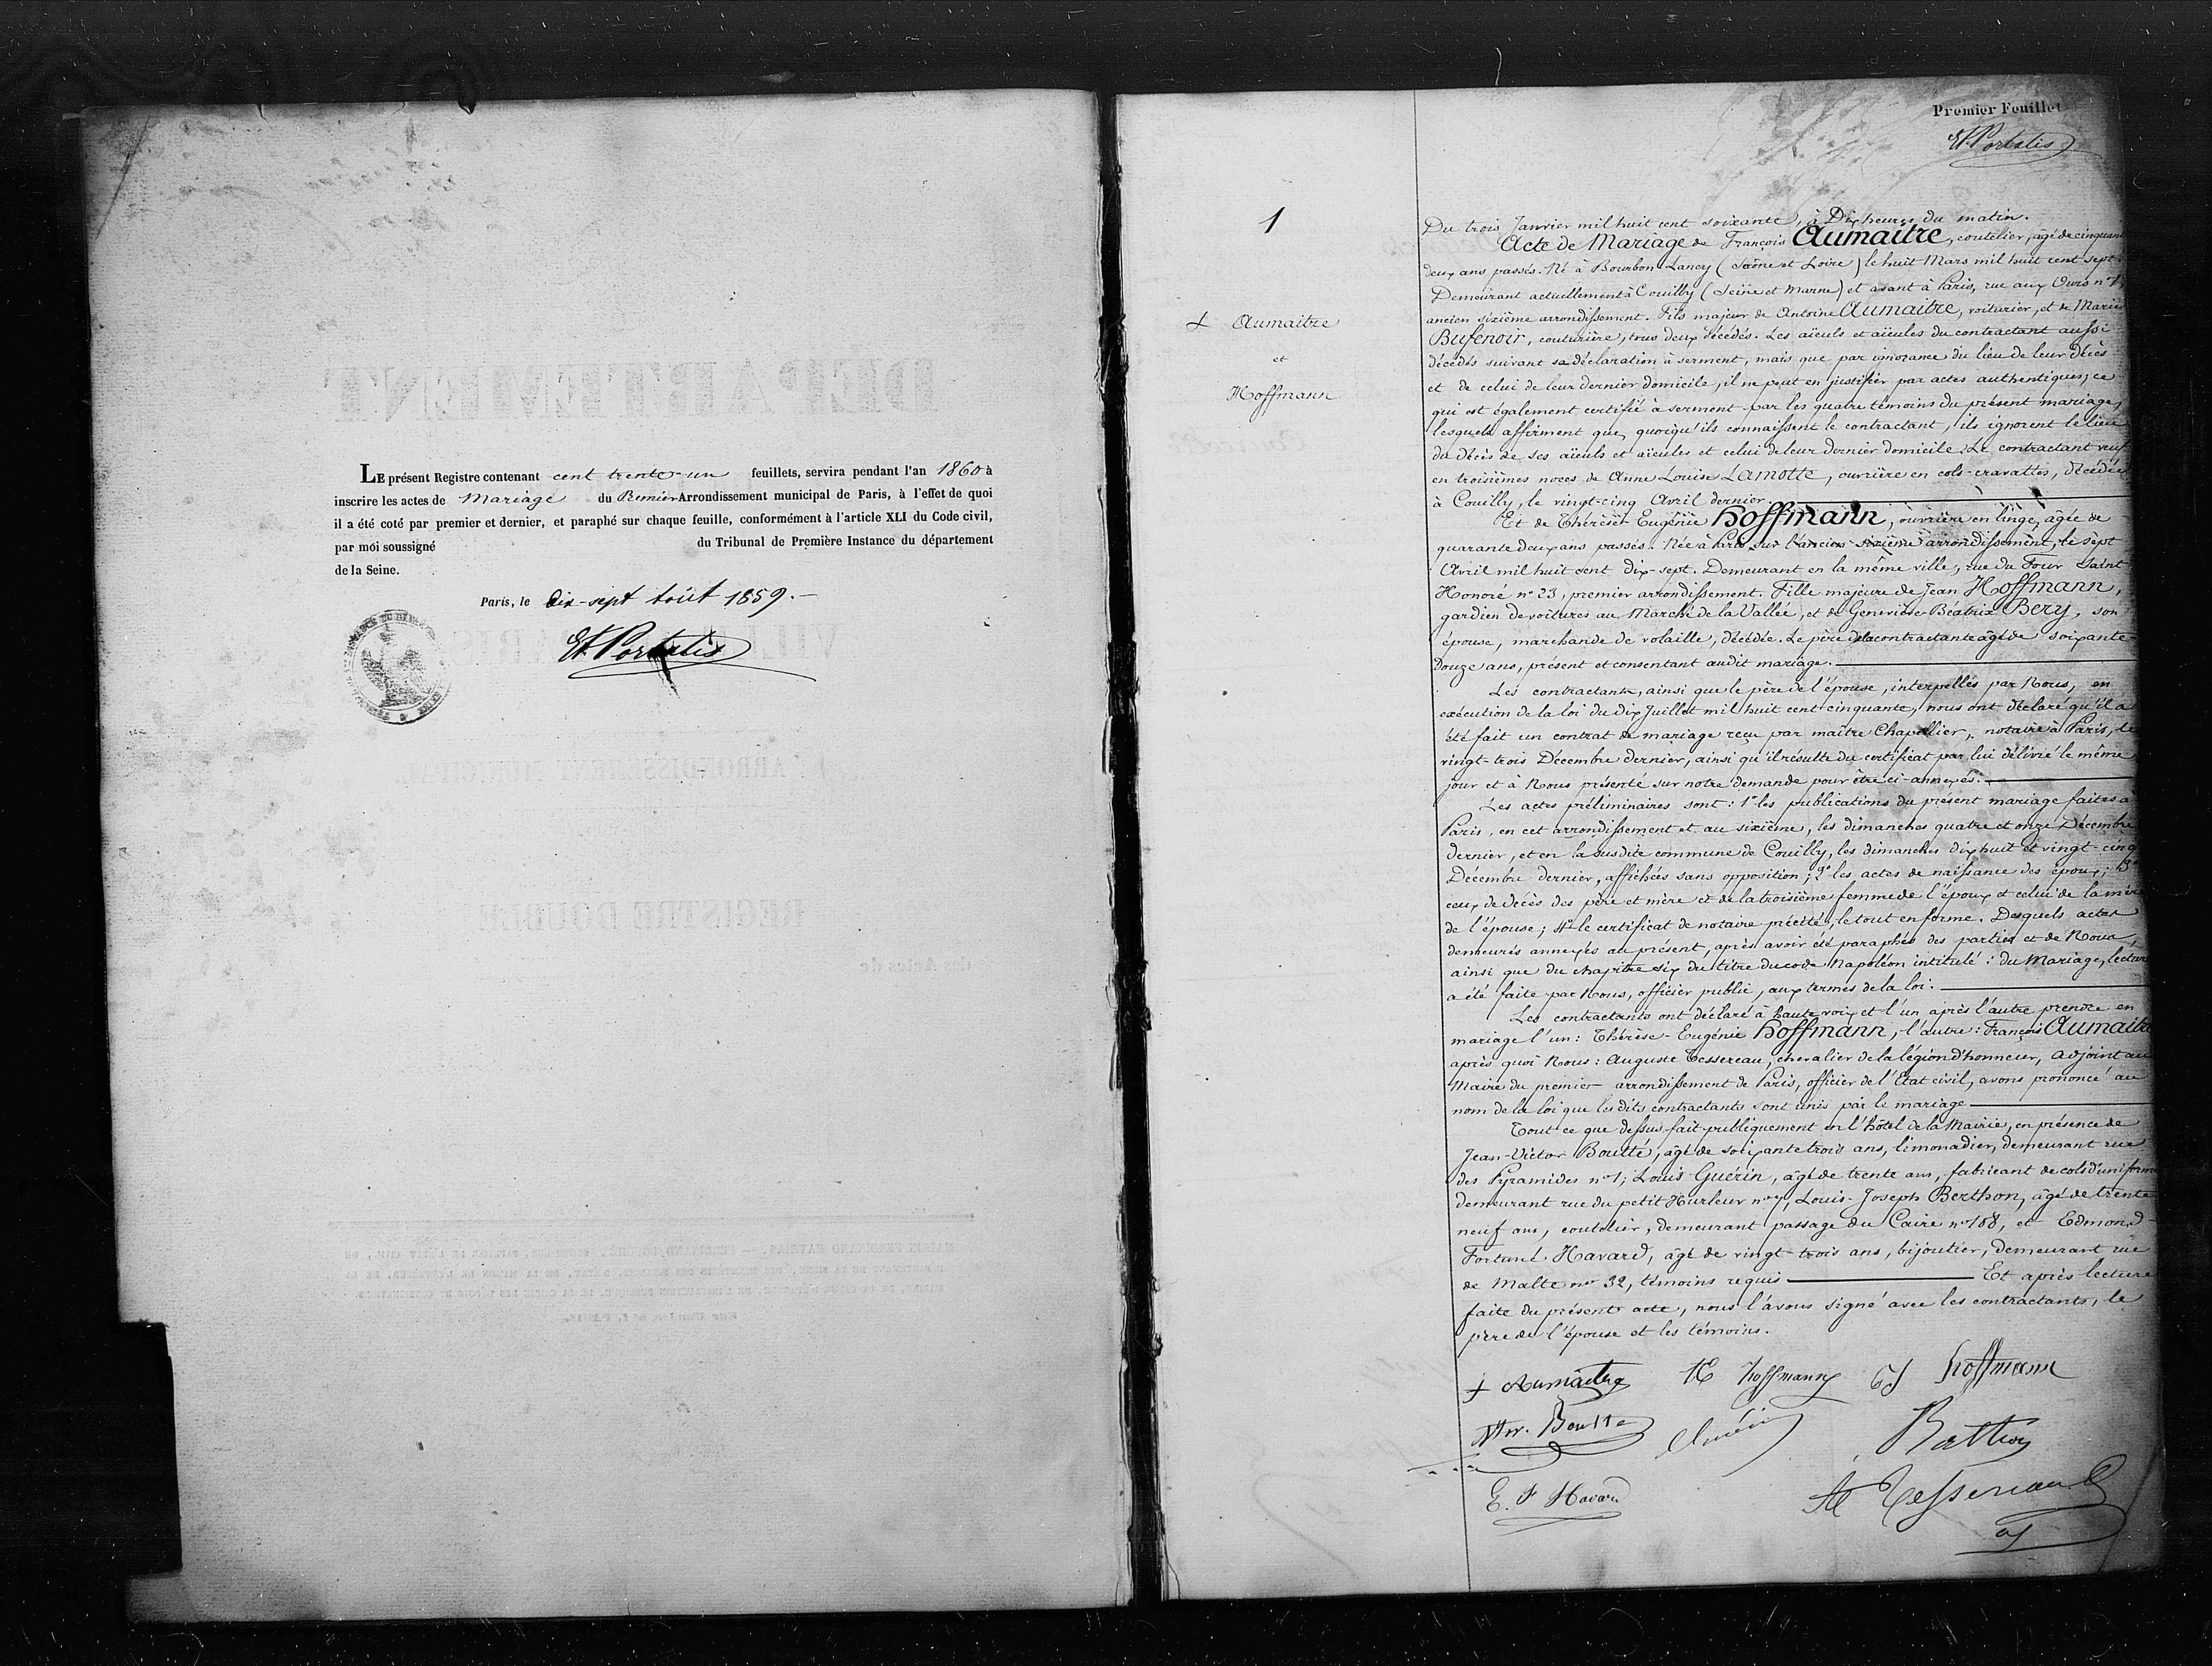 LE présent Registre contenant cent trente-un feuillets, servira pendant l'an 1860 à
inscrire les actes de Mariage du Premier Arrondissement municipal de Paris, à l'effet de quoi
il a été coté par premier et dernier, et paraphé sur chaque feuille, conformément à l'article XLI du Code civil,
par moi soussigné du Tribunal de Première Instance du département
de la Seine.
Paris, le dix-sept août 1859.
Portalis
Premier Feuillet
Portalis
1
Aumaitre
et
Hoffmann
Du trois Janvier mil huit cent soixante, à Dix heures du matin.
Acte de Mariage de François Aumaitre, coutelier, âgé de cinquante
deux ans passés. Né à Bourbon-Lancy (Saône et Loire) le huit Mars mil huit cent sept.
Demeurant actuellement à Couilly (Seine et Marne) et avant à Paris, rue aux Ours n° 1,
ancien sixième arrondissement. Fils majeur de Antoine Aumaitre, voiturier, et de Marie
Bufenoir, couturière, tous deux décédés. Les aïeuls et aïeules du contractant aussi
décédés suivant sa déclaration à serment, mais que par ignorance du lieu de leur décès
et de celui de leur dernier domicile, il ne peut en justifier par actes authentiques; ce
qui est également certifié à serment par les quatre témoins du présent mariage,
lesquels affirment que, quoiqu'ils connaissent le contractant, ils ignorent le lieu
du décès de ses aïeuls et aïeules et celui de leur dernier domicile. Le contractant veuf
en troisièmes noces de Anne Louise Lamotte, ouvrière en cols-cravattes, décédée
à Couilly, le vingt-cinq Avril dernier.
Et de Thérèse-Eugénie Hoffmann, ouvrière en linge, âgée de
quarante deux ans passés. Née à Paris sur l'ancien sixième arrondissement, le sept
Avril mil huit cent dix-sept. Demeurant en la même ville, rue du Four Saint
Honoré n° 23, premier arrondissement. Fille majeure de Jean Hoffmann,
gardien de voitures au Marché de la Vallée, et de Geneviève Béatrix Bery, son
épouse, marchande de volaille, décédée. Le père de la contractante âgé de soixante-
Douze ans, présent et consentant audit mariage.
Les contractants, ainsi que le père de l'épouse, interpellés par Nous, en
exécution de la loi du dix Juillet mil huit cent cinquante, nous ont déclaré qu'il a
été fait un contrat de mariage reçu par maître Chapellier, notaire à Paris, le
vingt-trois Décembre dernier, ainsi qu'il résulte du certificat par lui délivré le même
jour et à Nous présenté sur notre demande pour être ci-annexés.
Les actes préliminaires sont: 1° les publications du présent mariage faites à
Paris, en cet arrondissement et au sixième, les dimanches quatre et onze Décembre
dernier, et en la susdite commune de Couilly, les dimanches dix huit et vingt-cinq
Décembre dernier, affichées sans opposition; 2° les actes de naissance des époux; 3°
ceux de décès des père et mère et de la troisième femme de l'époux et celui de la mère
de l'épouse; 4° le certificat de notaire précité, le tout en forme. Desquels actes
demeurés annexés au présent, après avoir été paraphés des parties et de Nous,
ainsi que du chapitre six du titre du code Napoléon intitulé: du Mariage, lecture
a été faite par Nous, officier public, aux termes de la loi.
Les contractants ont déclaré à haute voix et l'un après l'autre prendre en
mariage l'un: Thérèse-Eugénie Hoffmann, l'autre: François Aumaitre
après quoi Nous: Auguste Tessereau, chevalier de la légion d'honneur, adjoint au
Maire du premier arrondissement de Paris, officier de l'Etat civil, avons prononcé au
nom de la loi que les dits contractants sont unis par le mariage
Tout ce que dessus fait publiquement en l'hôtel de la Mairie, en présence de
Jean-Victor Boutté, âgé de soixante trois ans, limonadier, demeurant rue
des Pyramides n° 1; Louis Guérin, âgé de trente ans, fabricant de cols d'uniforme
demeurant rue du petit Hurleur n° 7, Louis-Joseph Berthon, âgé de trente
neuf ans, coutelier, demeurant passage du Caire n° 108, et Edmond-
Fortuné Havard, âgé de vingt-trois ans, bijoutier, demeurant rue
de Malte n° 32, témoins requis Et après lecture
faite du présent acte, nous l'avons signé avec les contractants, le
père de l'épouse et les témoins.
Aumaitre Hoffmann Hoffmann
Boutté Guérin Berthon
E. F Havard Tessereau